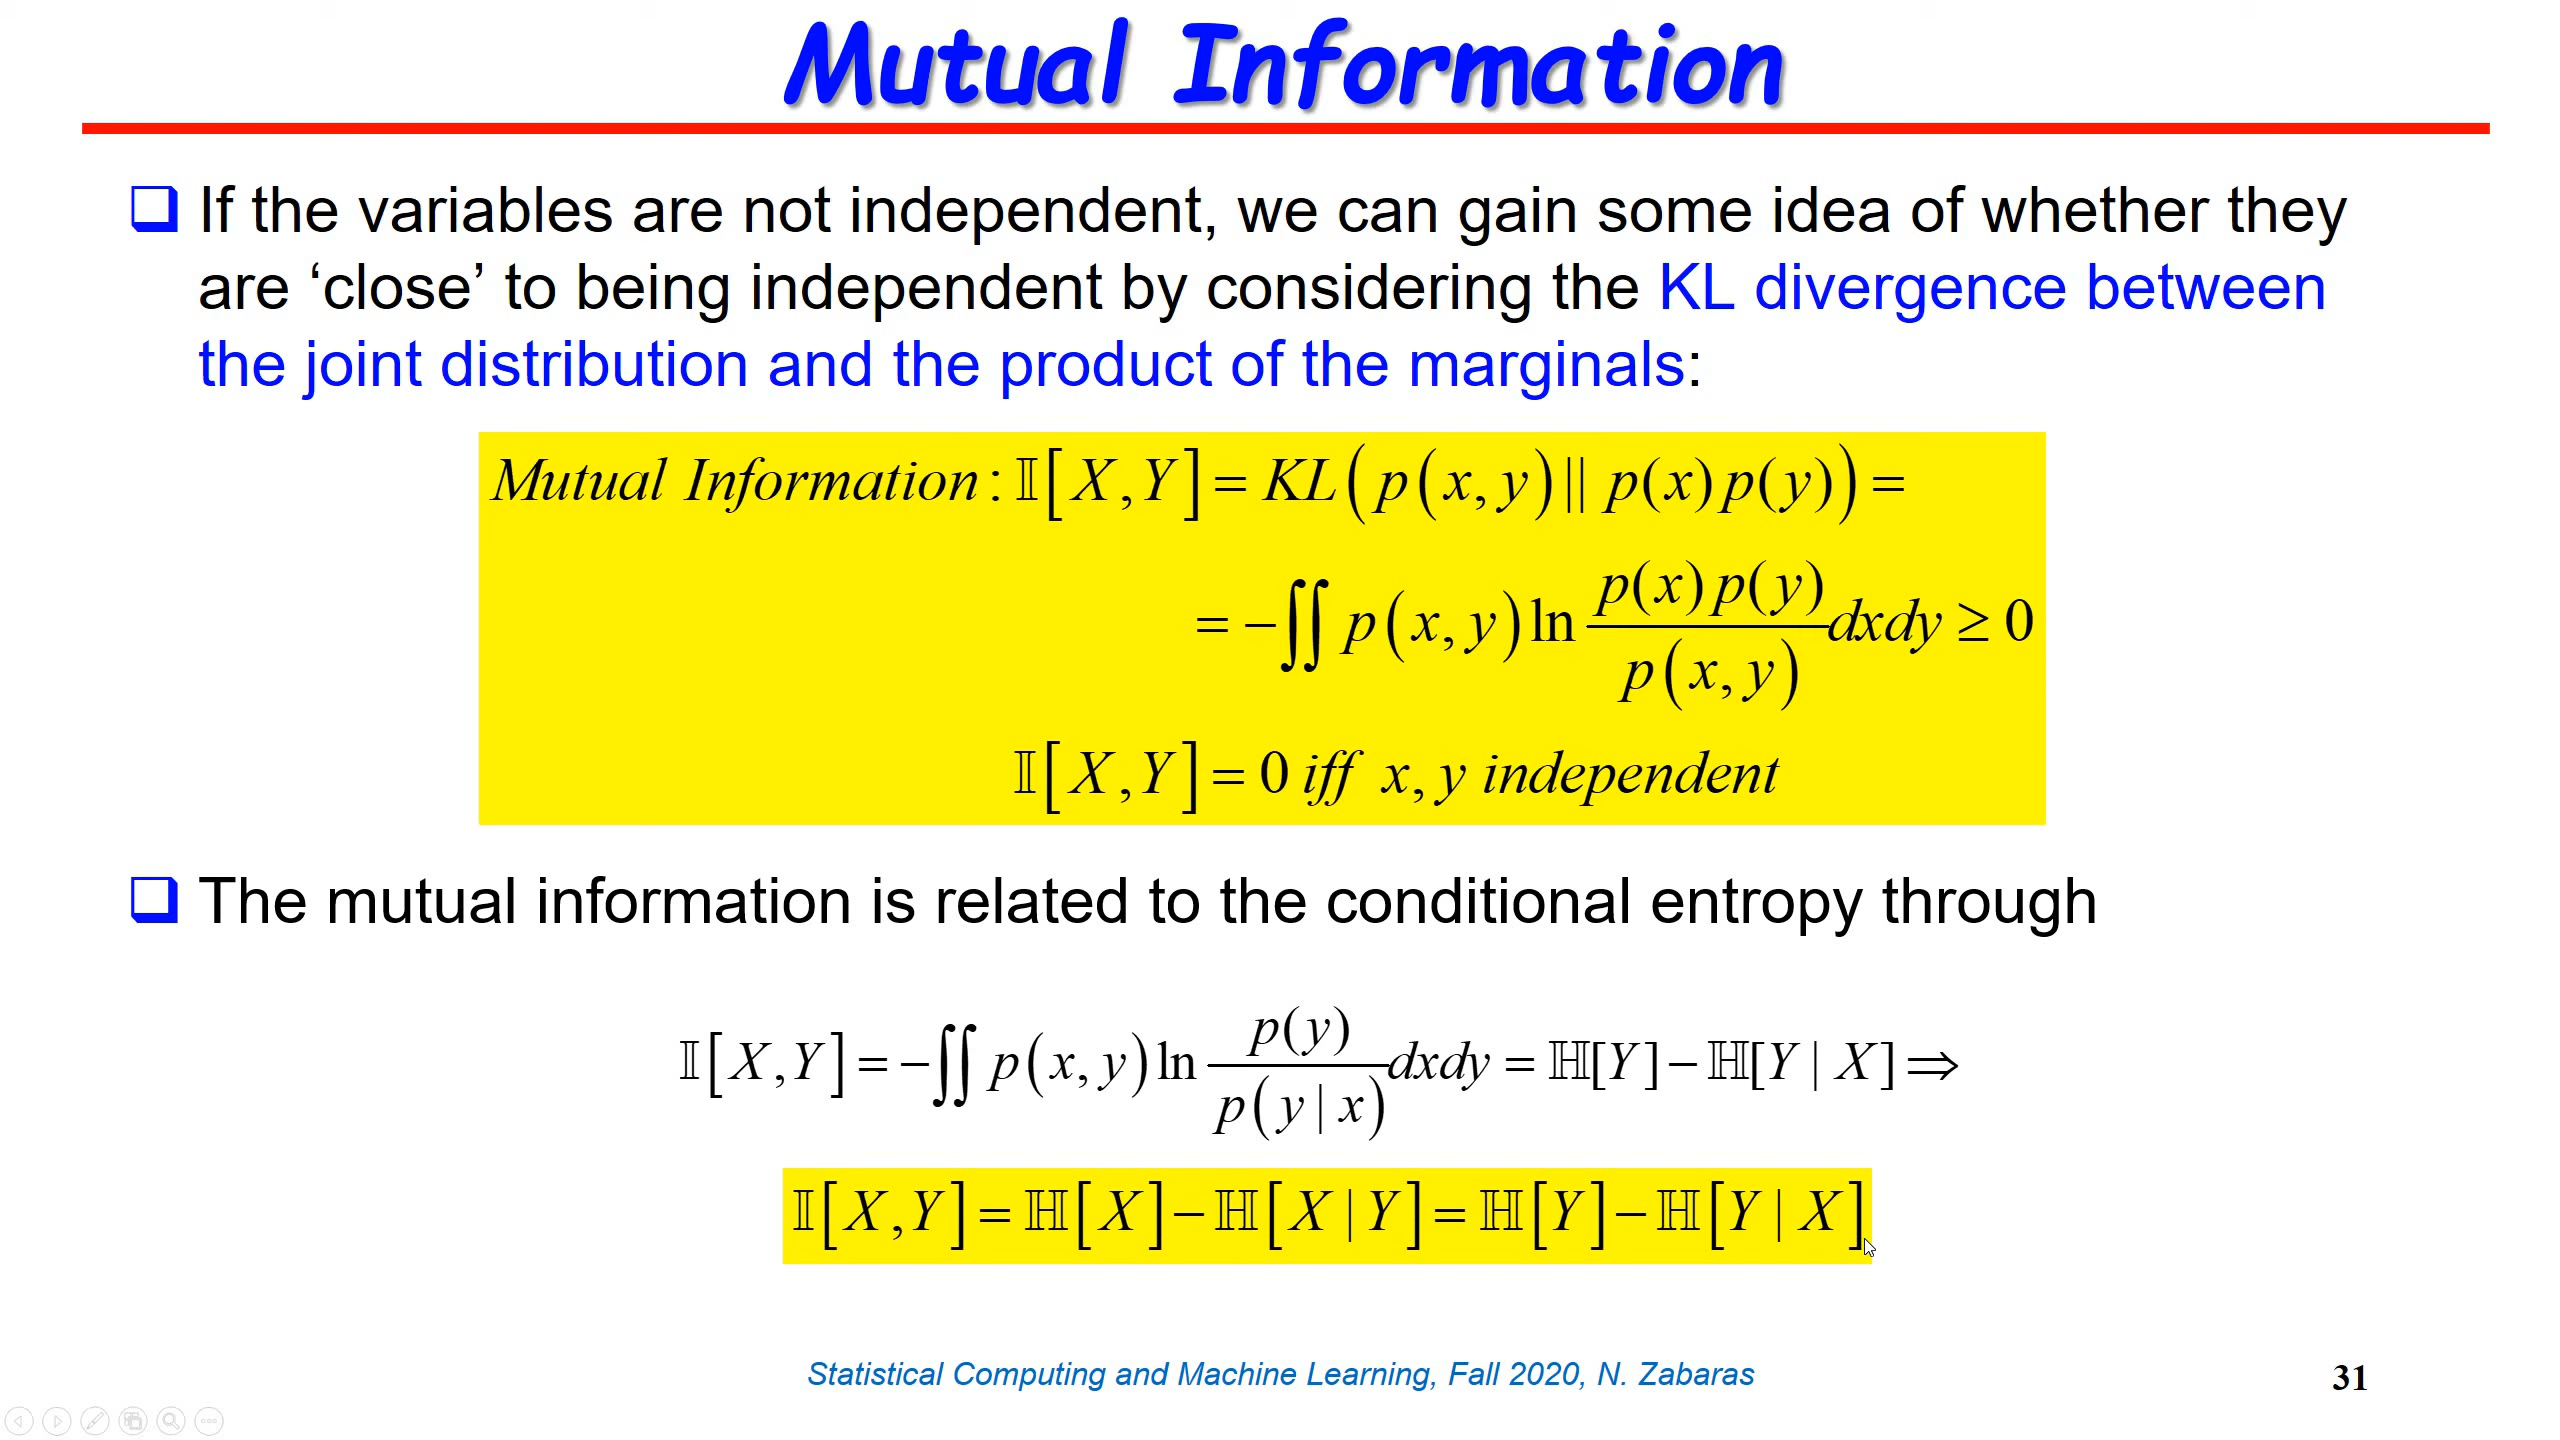 Mutual Information
If the variables are not independent, we can gain some idea of whether they
are ‘close’ to being independent by considering the KL divergence between
the joint distribution and the product of the marginals:
Mutual Information : 𝕀[X,Y] = KL(p(x,y) || p(x)p(y)) =
= −∬ p(x,y) ln p(x)p(y) / p(x,y) dxdy ≥ 0
𝕀[X,Y] = 0 iff x, y independent
The mutual information is related to the conditional entropy through
𝕀[X,Y] = −∬ p(x,y) ln p(y) / p(y | x) dxdy = ℍ[Y] − ℍ[Y | X] ⇒
𝕀[X,Y] = ℍ[X] − ℍ[X | Y] = ℍ[Y] − ℍ[Y | X]
Statistical Computing and Machine Learning, Fall 2020, N. Zabaras
31